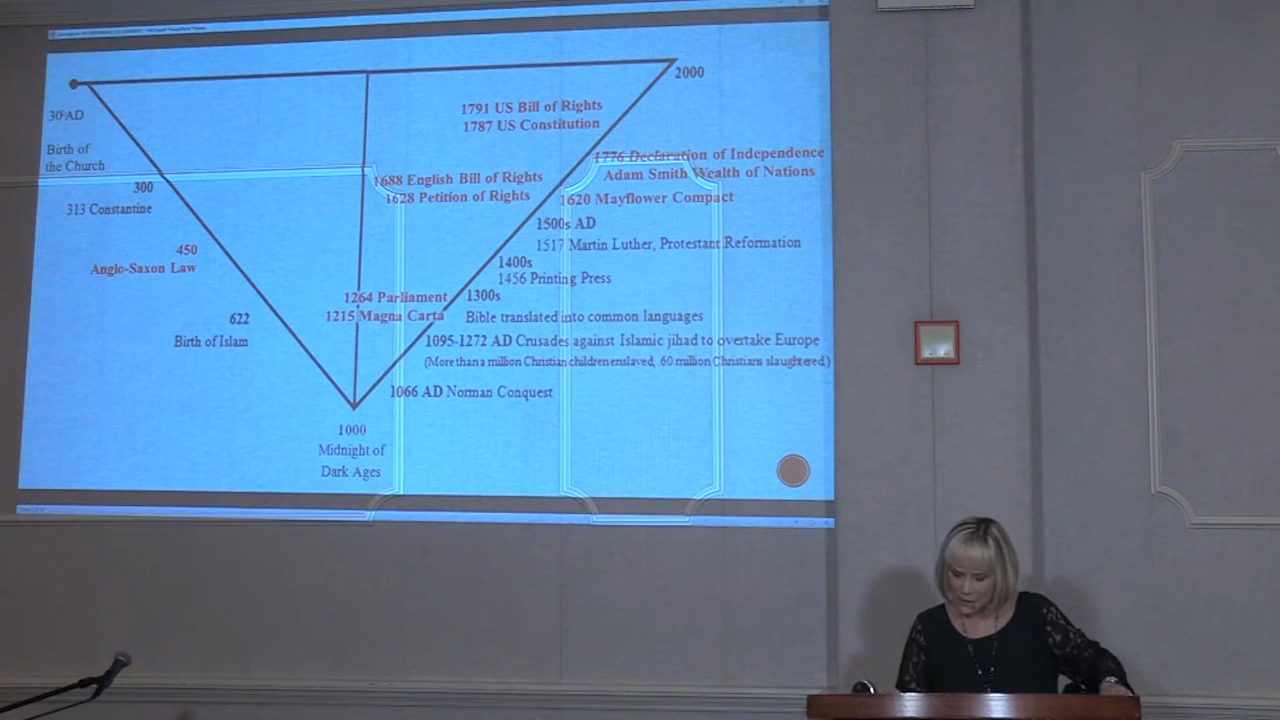 30 AD
Birth of
the Church
300
313 Constantine
450
Anglo-Saxon Law
622
Birth of Islam
1000
Midnight of
Dark Ages
1066 AD Norman Conquest
1095-1272 AD Crusades against Islamic jihad to overtake Europe
(More than a million Christian children enslaved, 60 million Christians slaughtered)
1264 Parliament
1215 Magna Carta
1300s
Bible translated into common languages
1400s
1456 Printing Press
1500s AD
1517 Martin Luther, Protestant Reformation
1688 English Bill of Rights
1628 Petition of Rights
1620 Mayflower Compact
1776 Declaration of Independence
Adam Smith Wealth of Nations
1791 US Bill of Rights
1787 US Constitution
2000